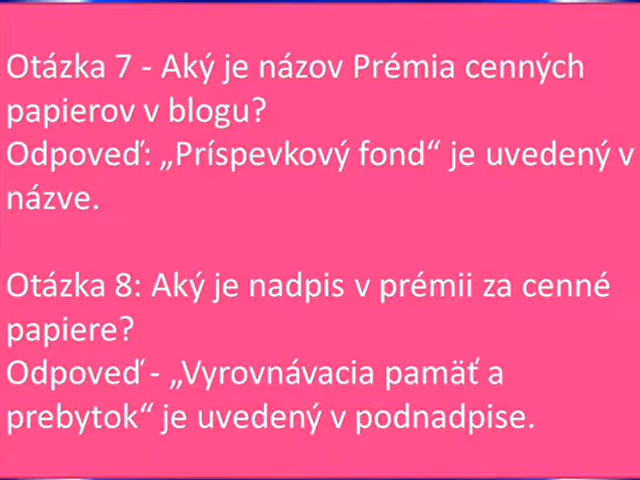 Otázka 7 - Aký je názov Prémia cenných
papierov v blogu?
Odpoveď: „Príspevkový fond“ je uvedený v
názve.
Otázka 8: Aký je nadpis v prémii za cenné
papiere?
Odpoveď - „Vyrovnávacia pamäť a
prebytok“ je uvedený v podnadpise.